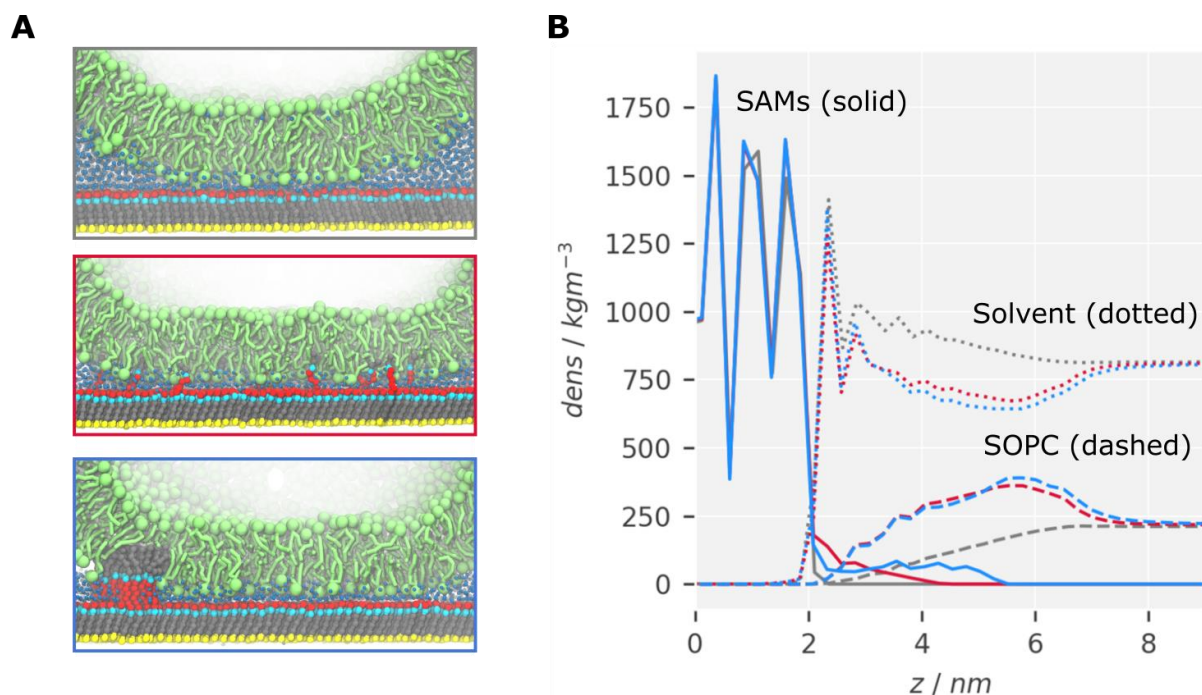 A
B
SAMs (solid)
Solvent (dotted)
SOPC (dashed)
dens / kgm⁻³
1750
1500
1250
1000
750
500
250
0
0 2 4 6 8
z / nm